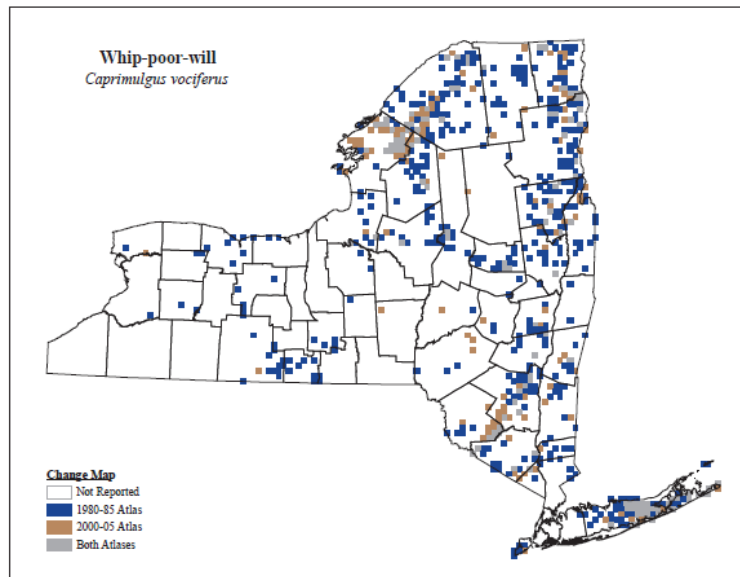 Whip-poor-will
Caprimulgus vociferus
Change Map
Not Reported
1980-85 Atlas
2000-05 Atlas
Both Atlases